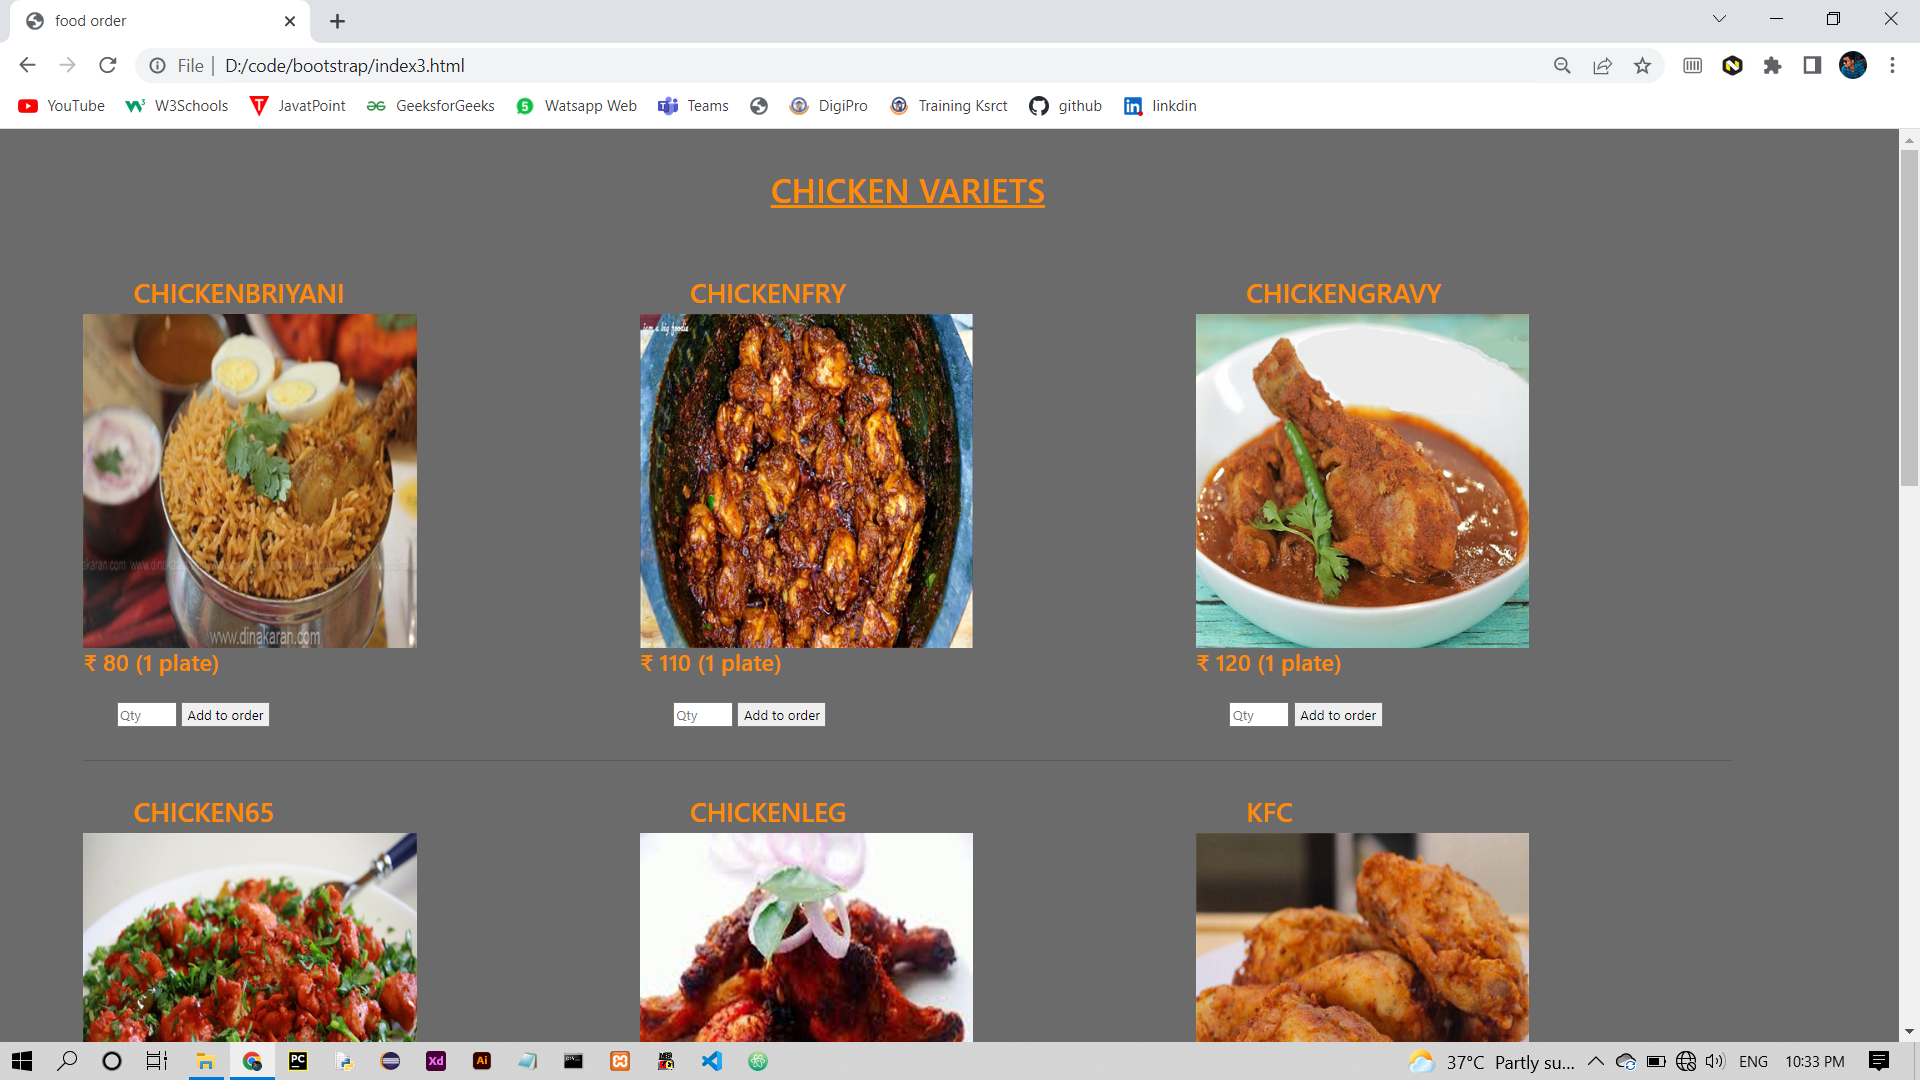 food order
File | D:/code/bootstrap/index3.html
YouTube W3Schools JavatPoint GeeksforGeeks Watsapp Web Teams DigiPro Training Ksrct github linkdin
CHICKEN VARIETS
CHICKENBRIYANI CHICKENFRY CHICKENGRAVY
www.dinakaran.com
₹ 80 (1 plate) ₹ 110 (1 plate) ₹ 120 (1 plate)
Qty Add to order Qty Add to order Qty Add to order
CHICKEN65 CHICKENLEG KFC
37°C Partly su... ENG 10:33 PM